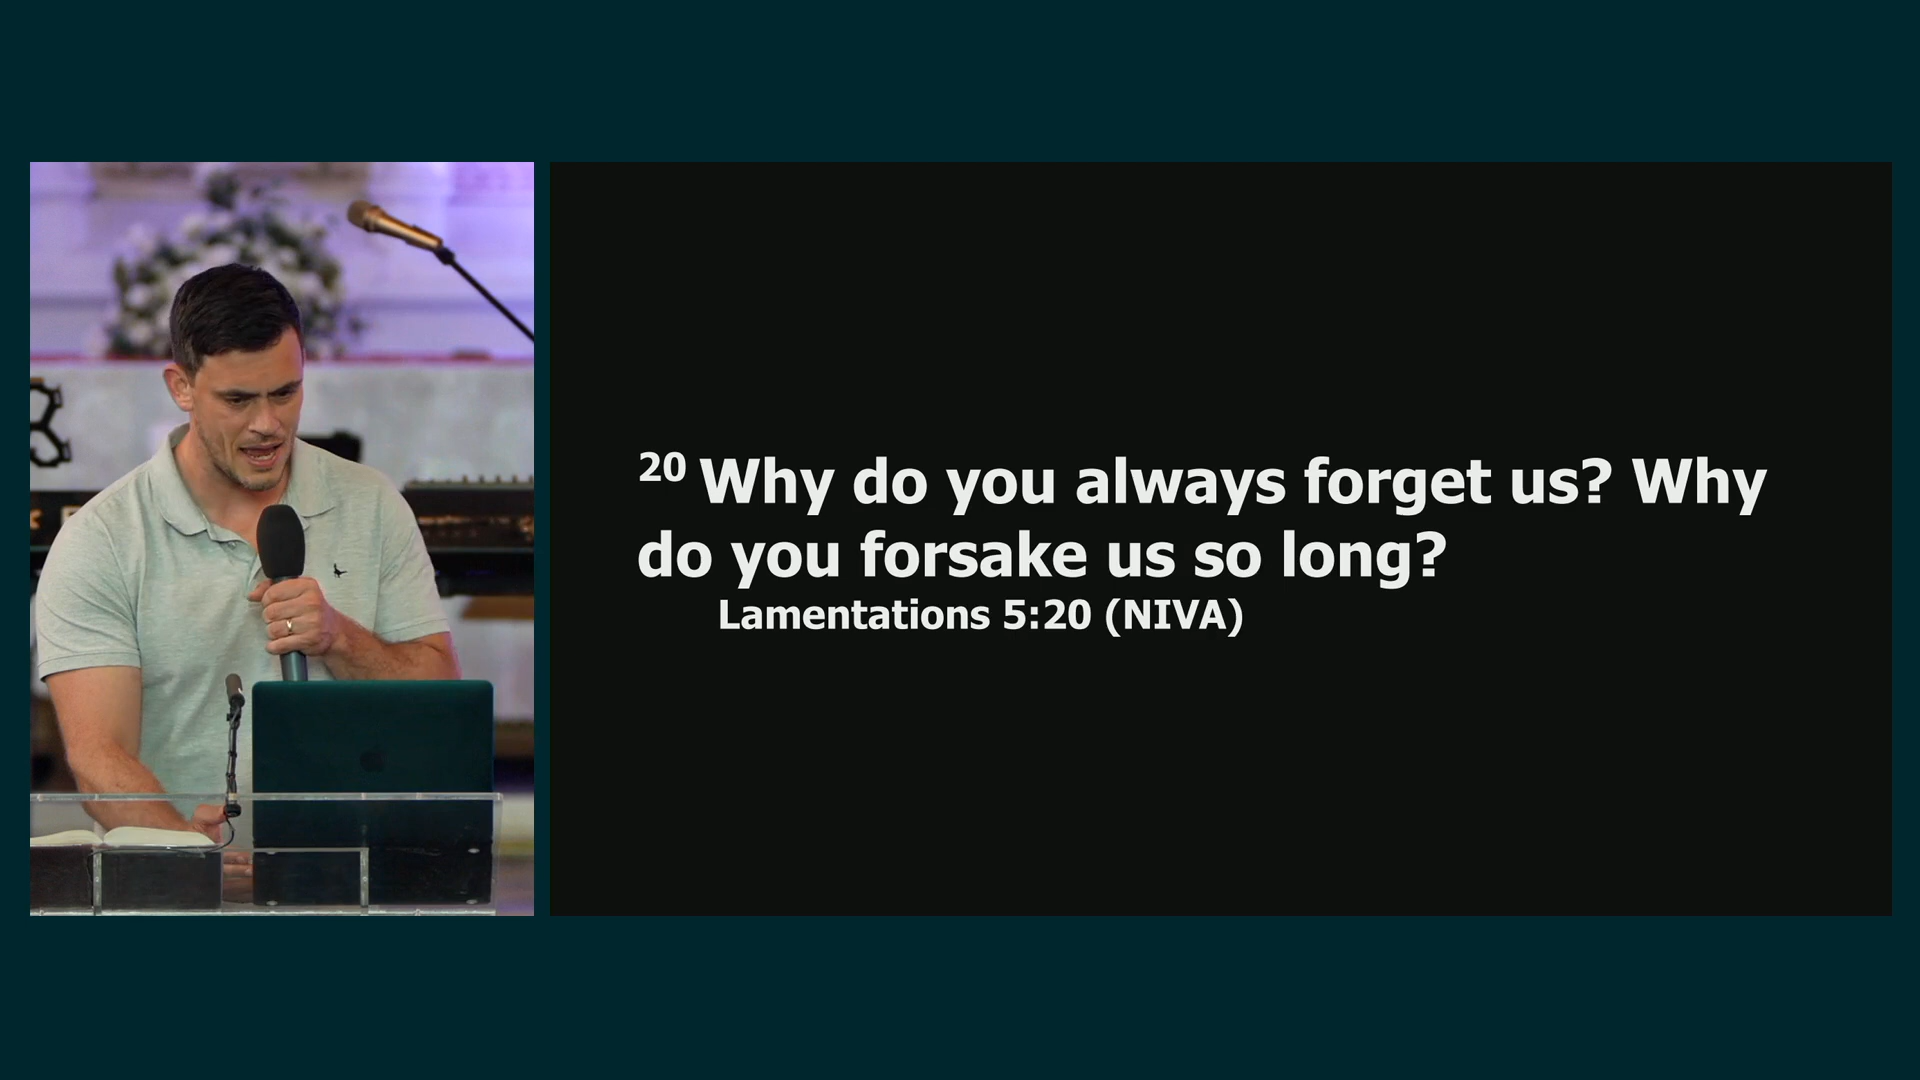 20 Why do you always forget us? Why
do you forsake us so long?
Lamentations 5:20 (NIVA)